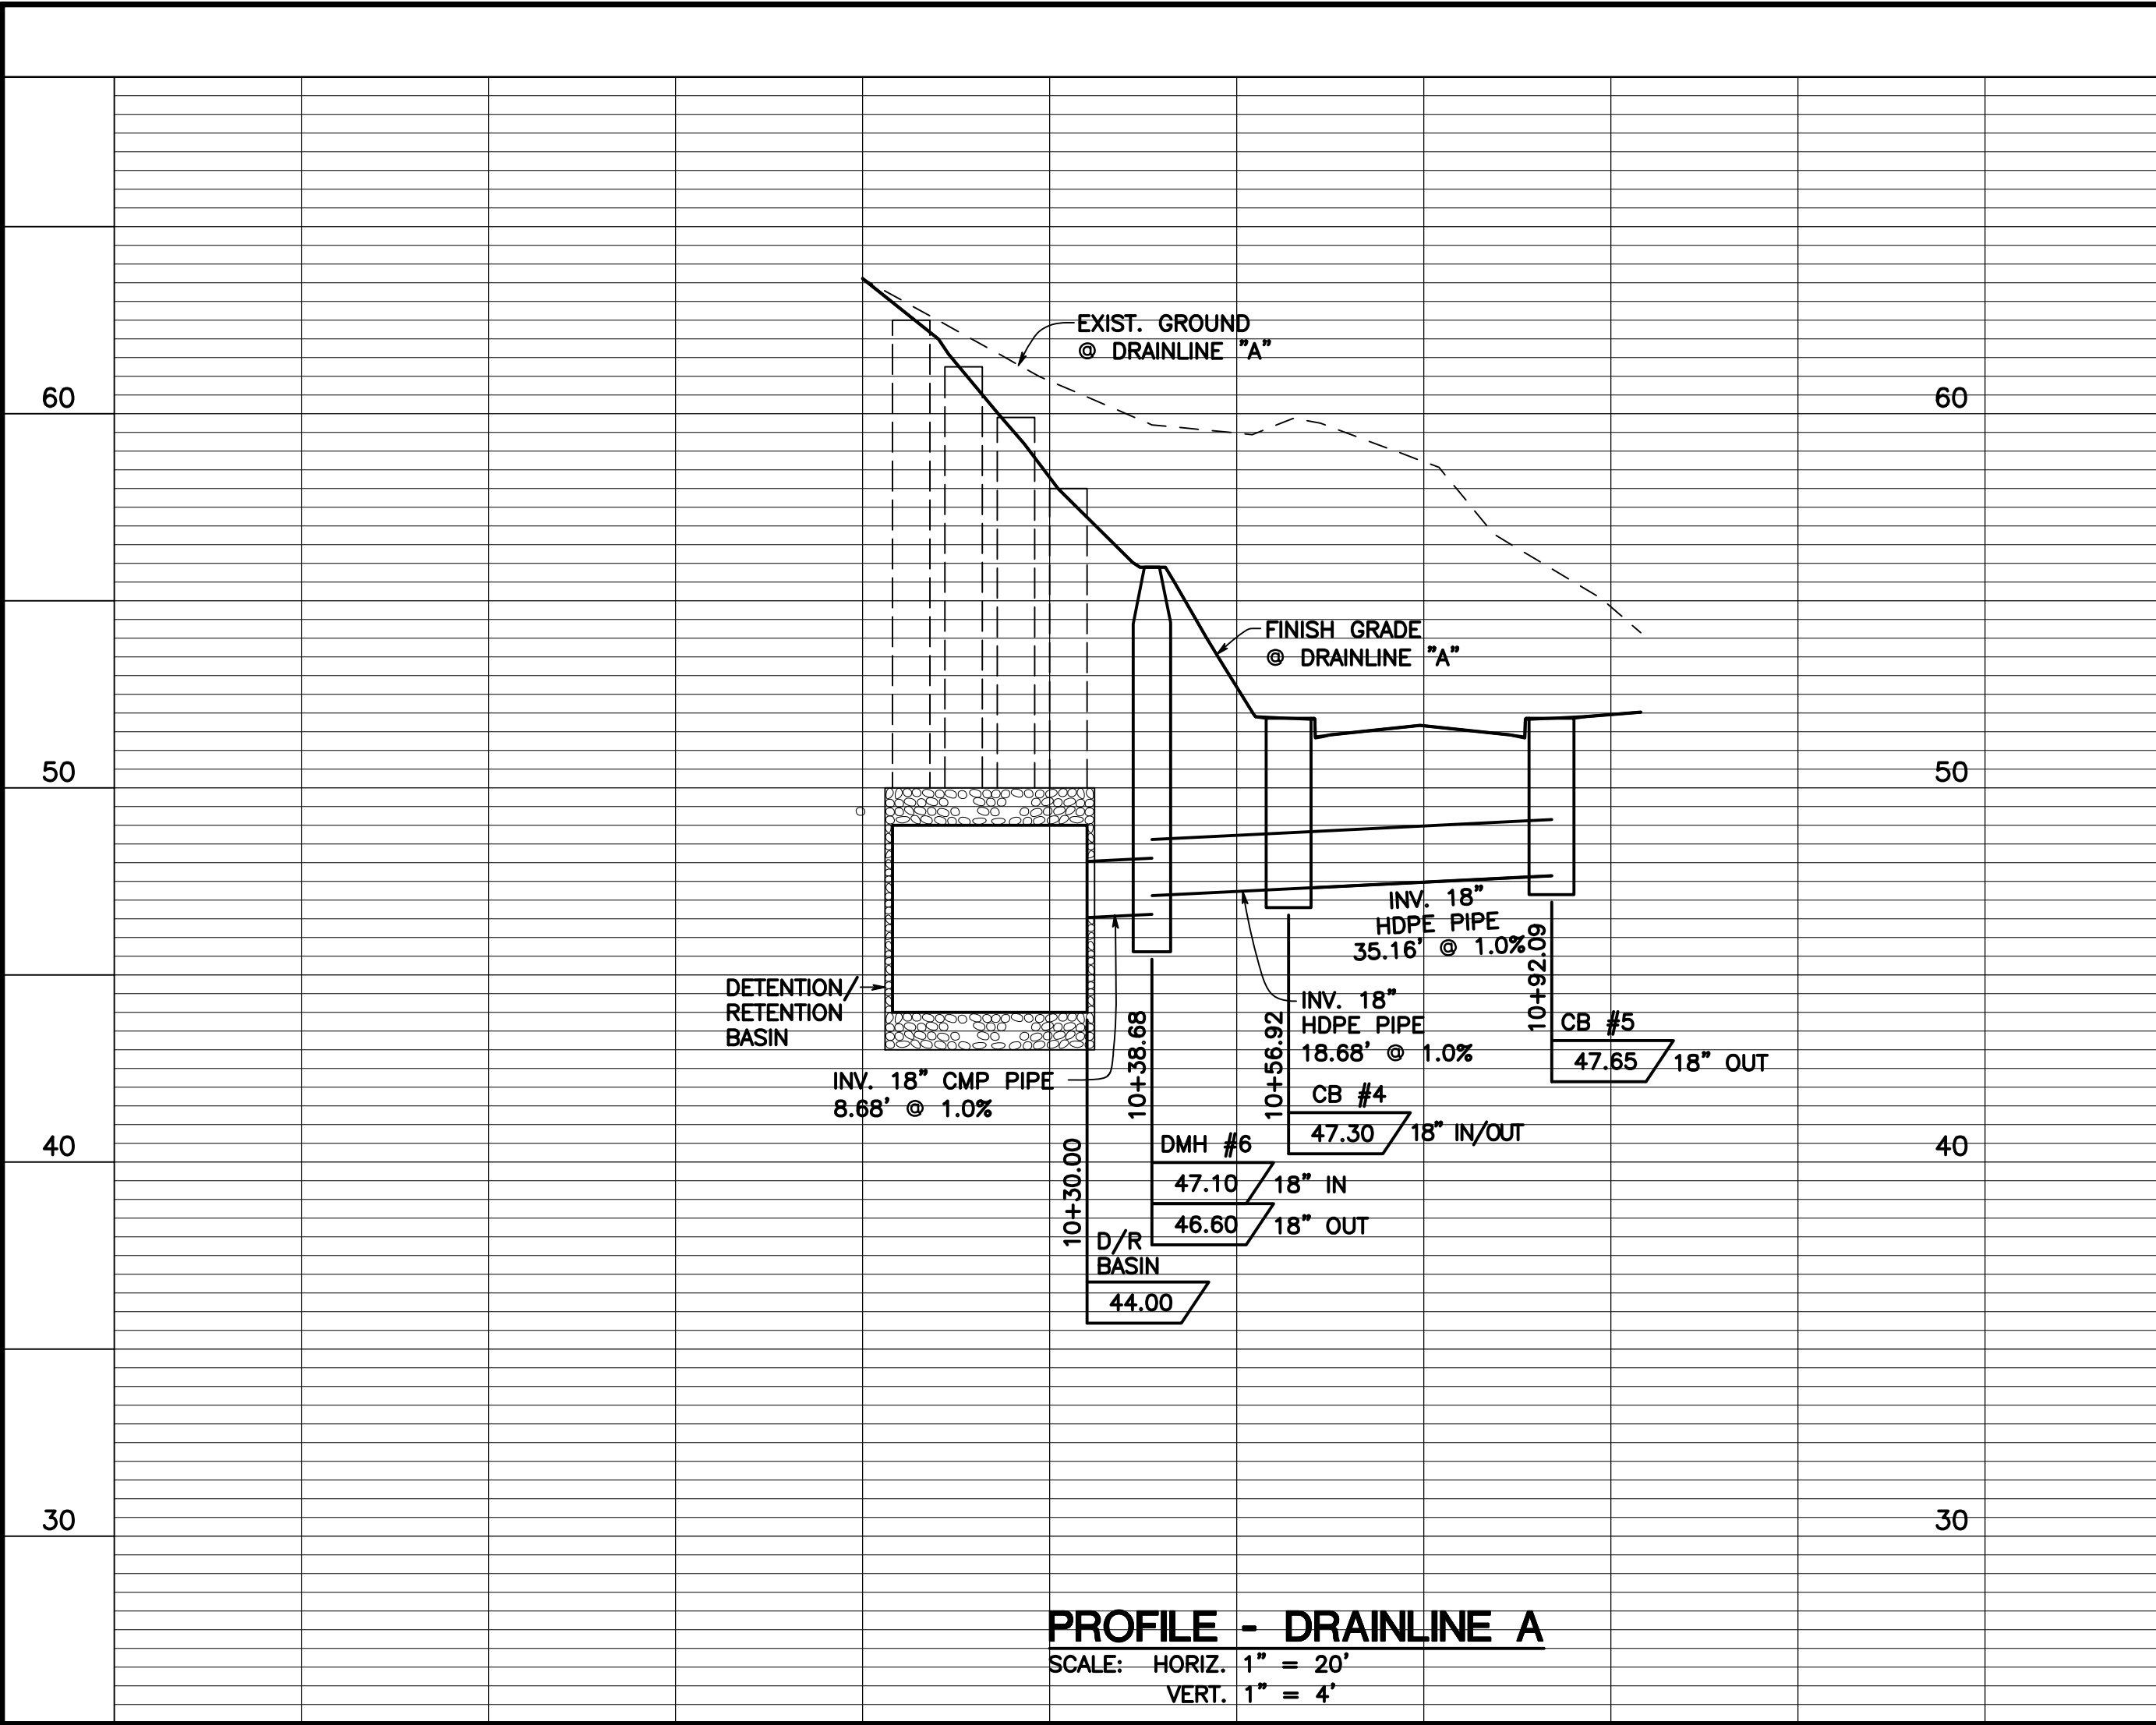 EXIST. GROUND
@ DRAINLINE "A"
60
60
FINISH GRADE
@ DRAINLINE "A"
50
50
INV. 18"
HDPE PIPE
35.16' @ 1.0%
10+92.09
DETENTION/
RETENTION
BASIN
INV. 18"
HDPE PIPE
18.68' @ 1.0%
CB #5
47.65
18" OUT
10+38.68
10+56.92
INV. 18" CMP PIPE
8.68' @ 1.0%
CB #4
47.30
18" IN/OUT
40
40
10+30.00
DMH #6
47.10
18" IN
46.60
18" OUT
D/R
BASIN
44.00
30
30
PROFILE - DRAINLINE A
SCALE: HORIZ. 1" = 20'
VERT. 1" = 4'